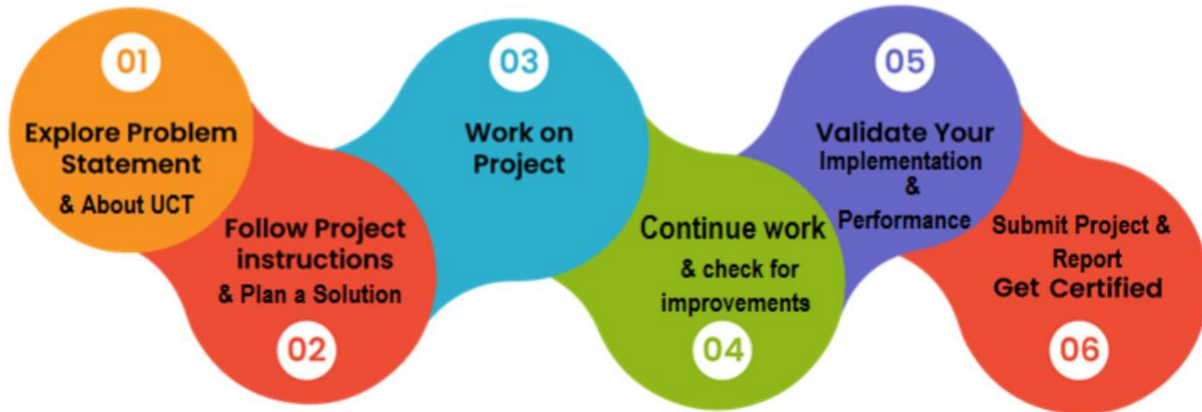 01
Explore Problem
Statement
& About UCT
Follow Project
instructions
& Plan a Solution
02
03
Work on
Project
Continue work
& check for
improvements
04
05
Validate Your
Implementation
&
Performance
Submit Project &
Report
Get Certified
06